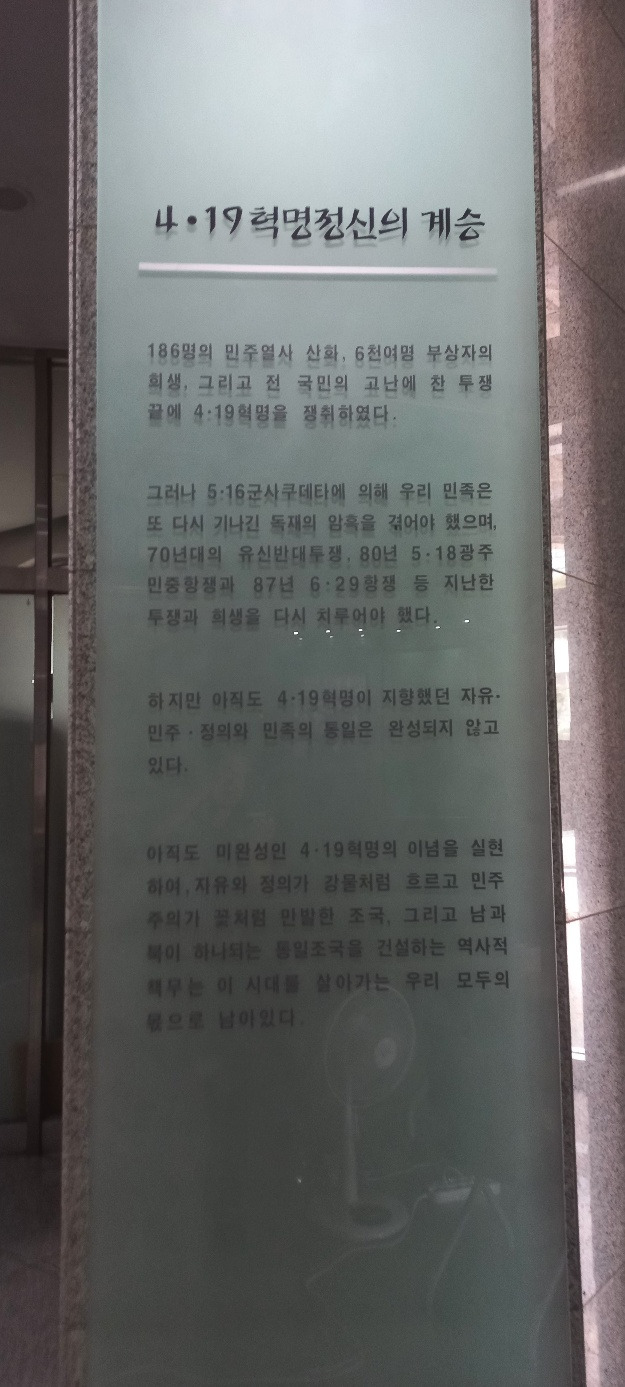 4·19혁명정신의 계승
186명의 민주열사 산화, 6천여명 부상자의
희생, 그리고 전 국민의 고난에 찬 투쟁
끝에 4·19혁명을 쟁취하였다.
그러나 5·16군사쿠데타에 의해 우리 민족은
또 다시 기나긴 독재의 암흑을 겪어야 했으며,
70년대의 유신반대투쟁, 80년 5·18광주
민중항쟁과 87년 6·29항쟁 등 지난한
투쟁과 희생을 다시 치루어야 했다.
하지만 아직도 4·19혁명이 지향했던 자유·
민주·정의와 민족의 통일은 완성되지 않고
있다.
아직도 미완성인 4·19혁명의 이념을 실현
하여, 자유와 정의가 강물처럼 흐르고 민주
주의가 꽃처럼 만발한 조국, 그리고 남과
북이 하나되는 통일조국을 건설하는 역사적
책무는 이 시대를 살아가는 우리 모두의
몫으로 남아있다.